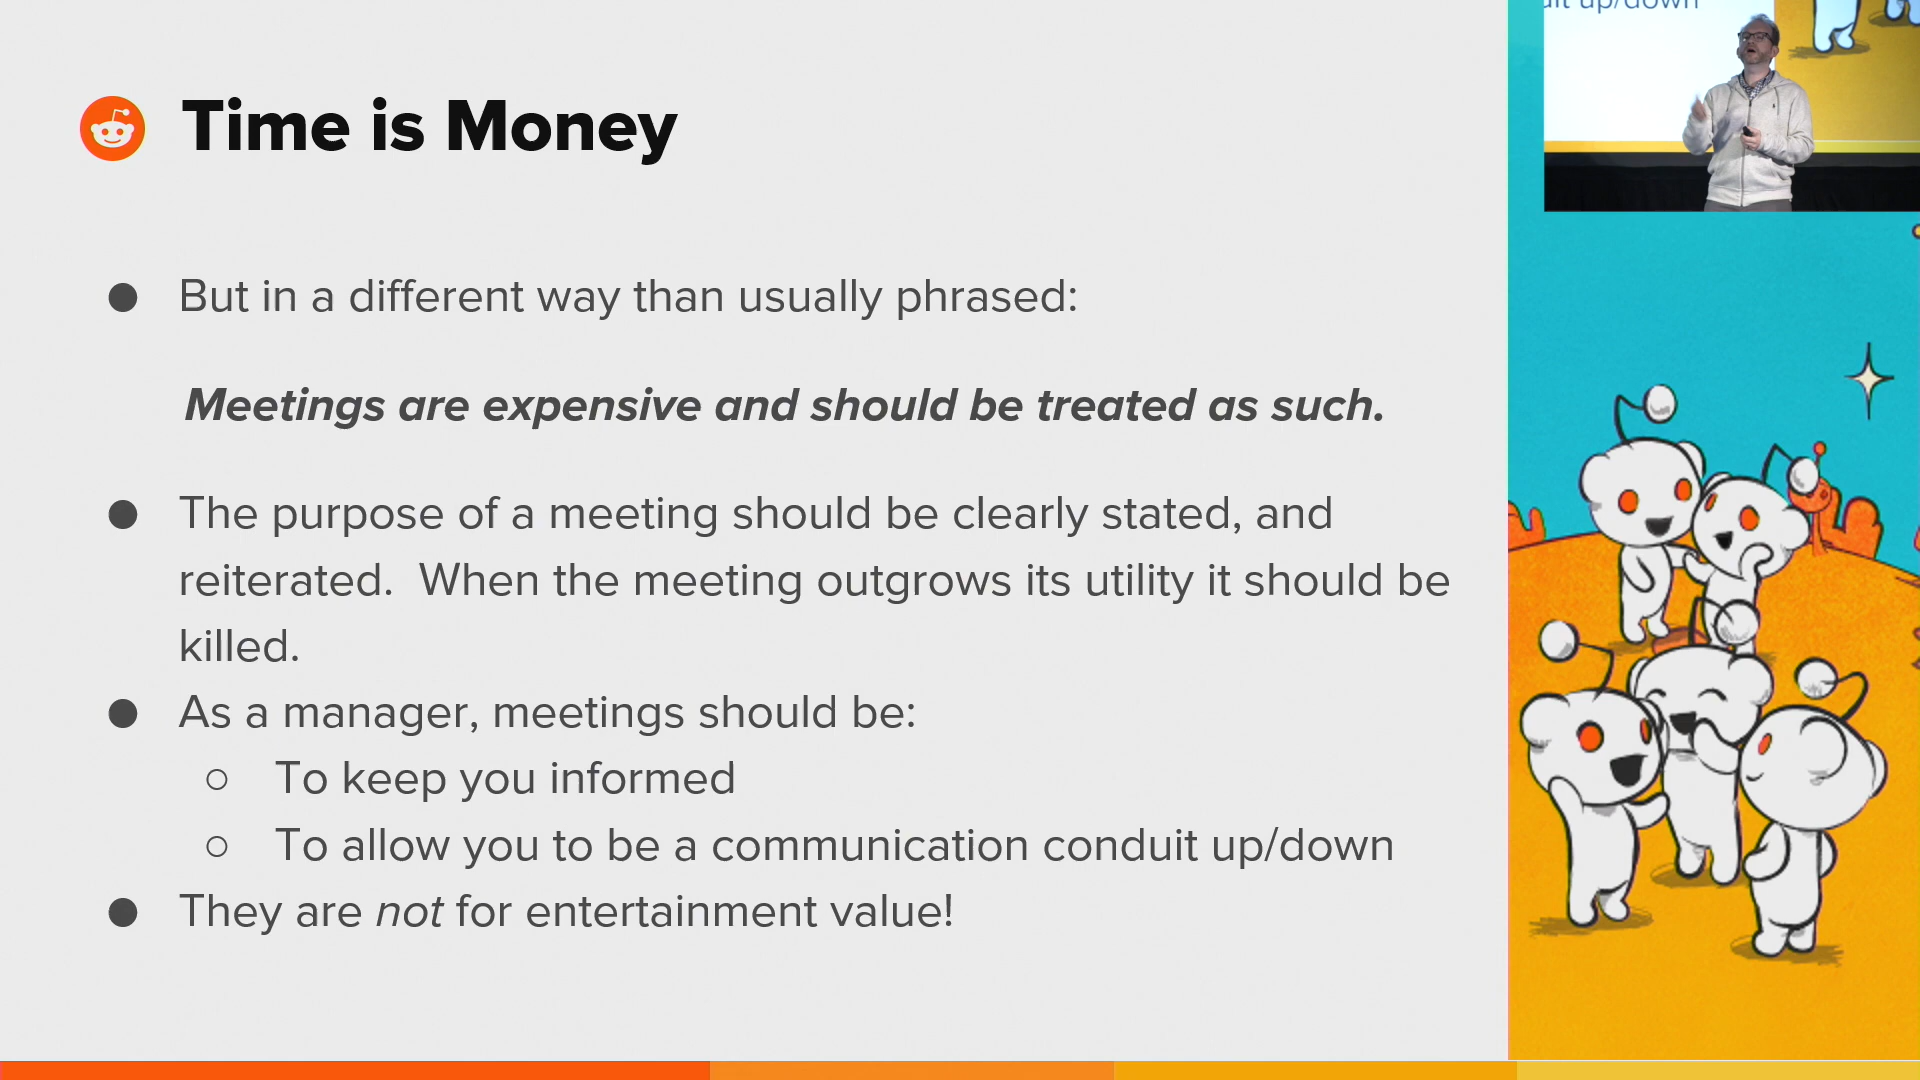 Time is Money
● But in a different way than usually phrased:
Meetings are expensive and should be treated as such.
● The purpose of a meeting should be clearly stated, and
reiterated. When the meeting outgrows its utility it should be
killed.
● As a manager, meetings should be:
○ To keep you informed
○ To allow you to be a communication conduit up/down
● They are not for entertainment value!
uit up/down